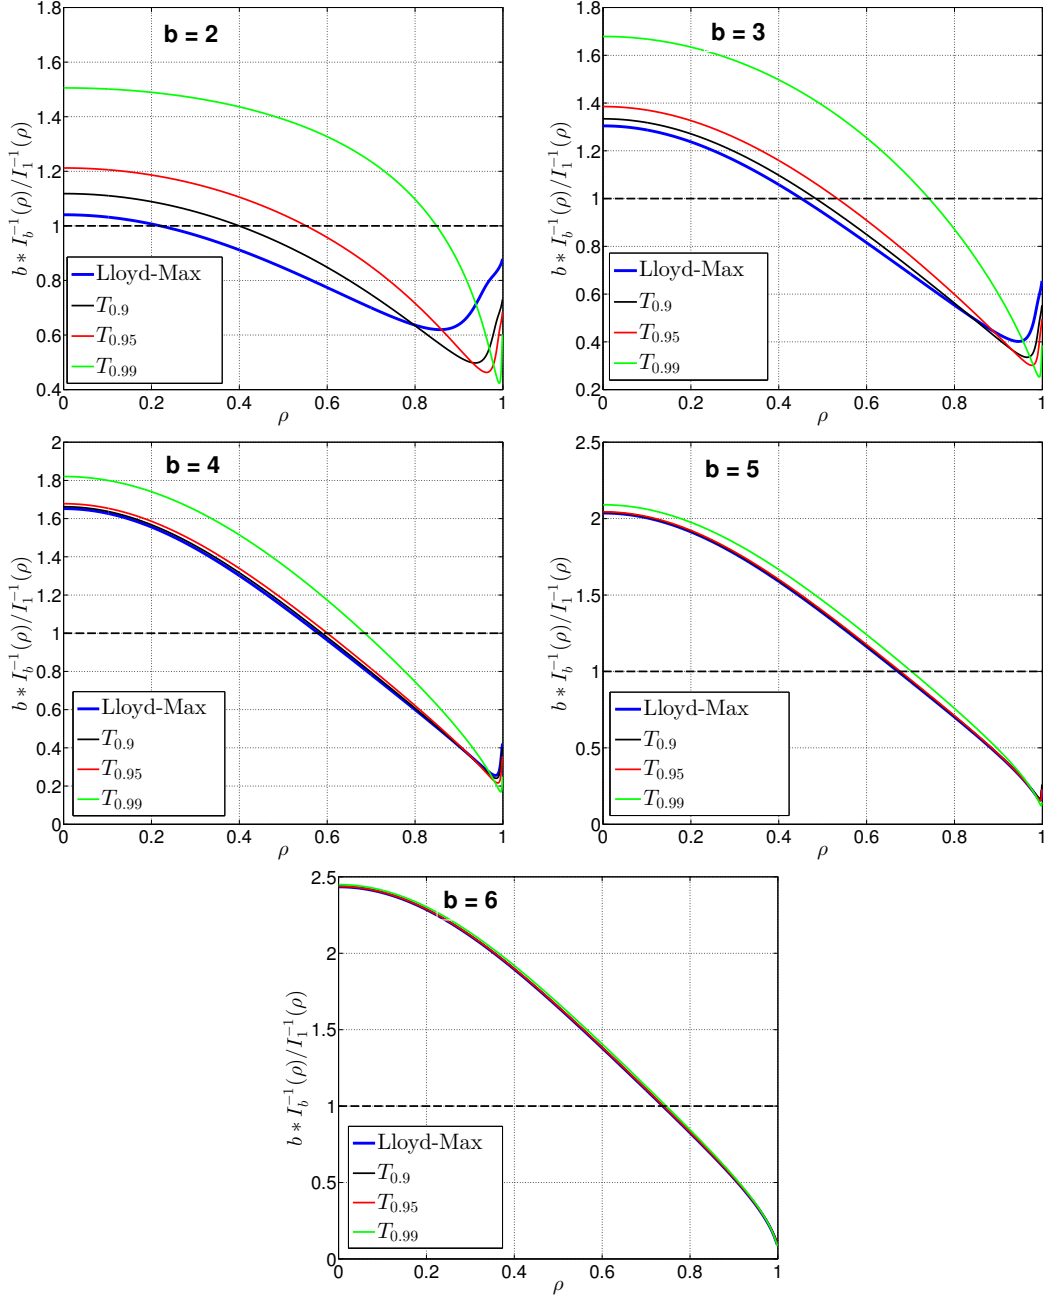 b = 2
b * I_b^{-1}(ρ)/I_1^{-1}(ρ)
1.8
1.6
1.4
1.2
1
0.8
0.6
0.4
Lloyd-Max
T_{0.9}
T_{0.95}
T_{0.99}
0 0.2 0.4 0.6 0.8 1
ρ
b = 3
b * I_b^{-1}(ρ)/I_1^{-1}(ρ)
1.8
1.6
1.4
1.2
1
0.8
0.6
0.4
0.2
Lloyd-Max
T_{0.9}
T_{0.95}
T_{0.99}
0 0.2 0.4 0.6 0.8 1
ρ
b = 4
b * I_b^{-1}(ρ)/I_1^{-1}(ρ)
2
1.8
1.6
1.4
1.2
1
0.8
0.6
0.4
0.2
0
Lloyd-Max
T_{0.9}
T_{0.95}
T_{0.99}
0 0.2 0.4 0.6 0.8 1
ρ
b = 5
b * I_b^{-1}(ρ)/I_1^{-1}(ρ)
2.5
2
1.5
1
0.5
0
Lloyd-Max
T_{0.9}
T_{0.95}
T_{0.99}
0 0.2 0.4 0.6 0.8 1
ρ
b = 6
b * I_b^{-1}(ρ)/I_1^{-1}(ρ)
2.5
2
1.5
1
0.5
0
Lloyd-Max
T_{0.9}
T_{0.95}
T_{0.99}
0 0.2 0.4 0.6 0.8 1
ρ